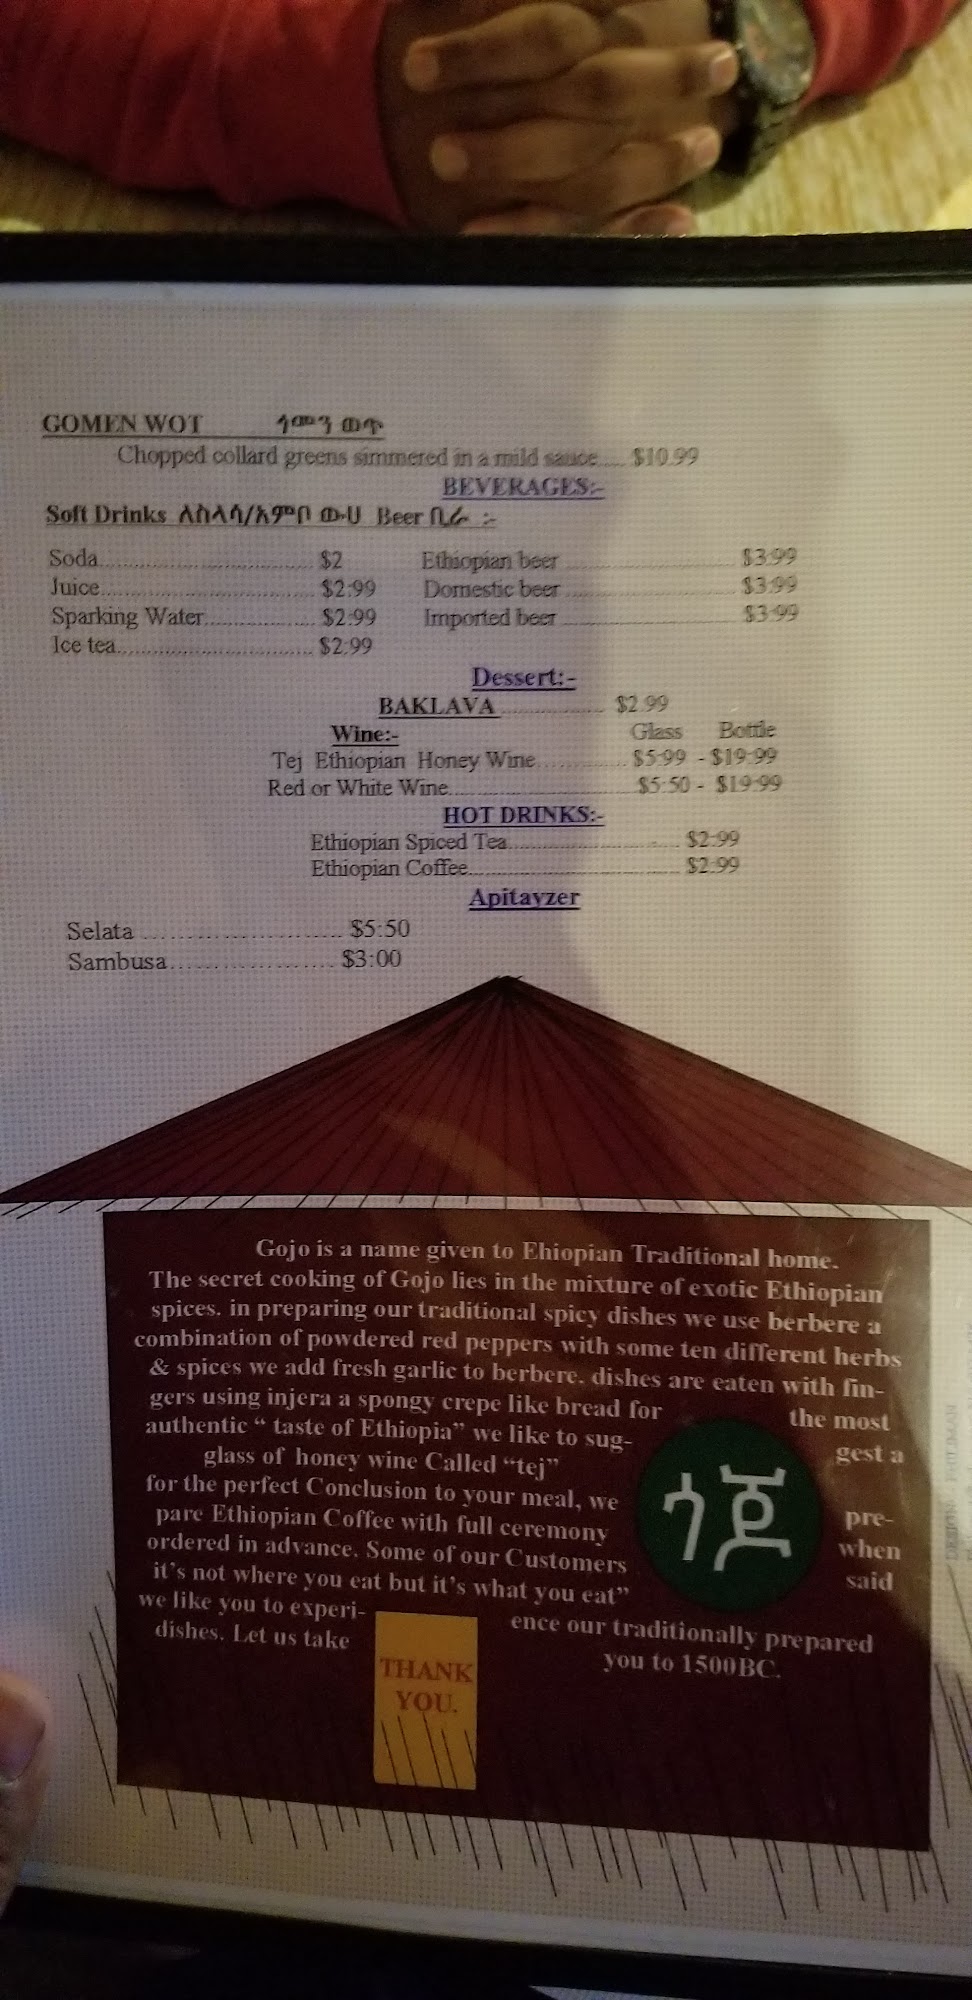 GOMEN WOT ጎመን ወጥ
Chopped collard greens simmered in a mild sauce..... $10.99
BEVERAGES:-
Soft Drinks ለስላሳ/አምቦ ውሀ Beer ቢራ :-
Soda.................................... $2 Ethiopian beer ............................. $3.99
Juice.................................... $2.99 Domestic beer ............................. $3.99
Sparking Water.................. $2.99 Imported beer ............................. $3.99
Ice tea................................. $2.99
Dessert:-
BAKLAVA .................. $2.99
Wine:- Glass Bottle
Tej Ethiopian Honey Wine............... $5.99 - $19.99
Red or White Wine............................. $5:50 - $19.99
HOT DRINKS:-
Ethiopian Spiced Tea............................ $2.99
Ethiopian Coffee................................... $2.99
Apitayzer
Selata ........................ $5:50
Sambusa................... $3:00
Gojo is a name given to Ehiopian Traditional home.
The secret cooking of Gojo lies in the mixture of exotic Ethiopian
spices. in preparing our traditional spicy dishes we use berbere a
combination of powdered red peppers with some ten different herbs
& spices we add fresh garlic to berbere. dishes are eaten with fin-
gers using injera a spongy crepe like bread for the most
authentic “ taste of Ethiopia” we like to sug- gest a
glass of honey wine Called “tej”
for the perfect Conclusion to your meal, we pre-
pare Ethiopian Coffee with full ceremony when
ordered in advance. Some of our Customers said
it’s not where you eat but it’s what you eat”
we like you to experi- ence our traditionally prepared
dishes. Let us take you to 1500BC.
ጎጆ
THANK
YOU.